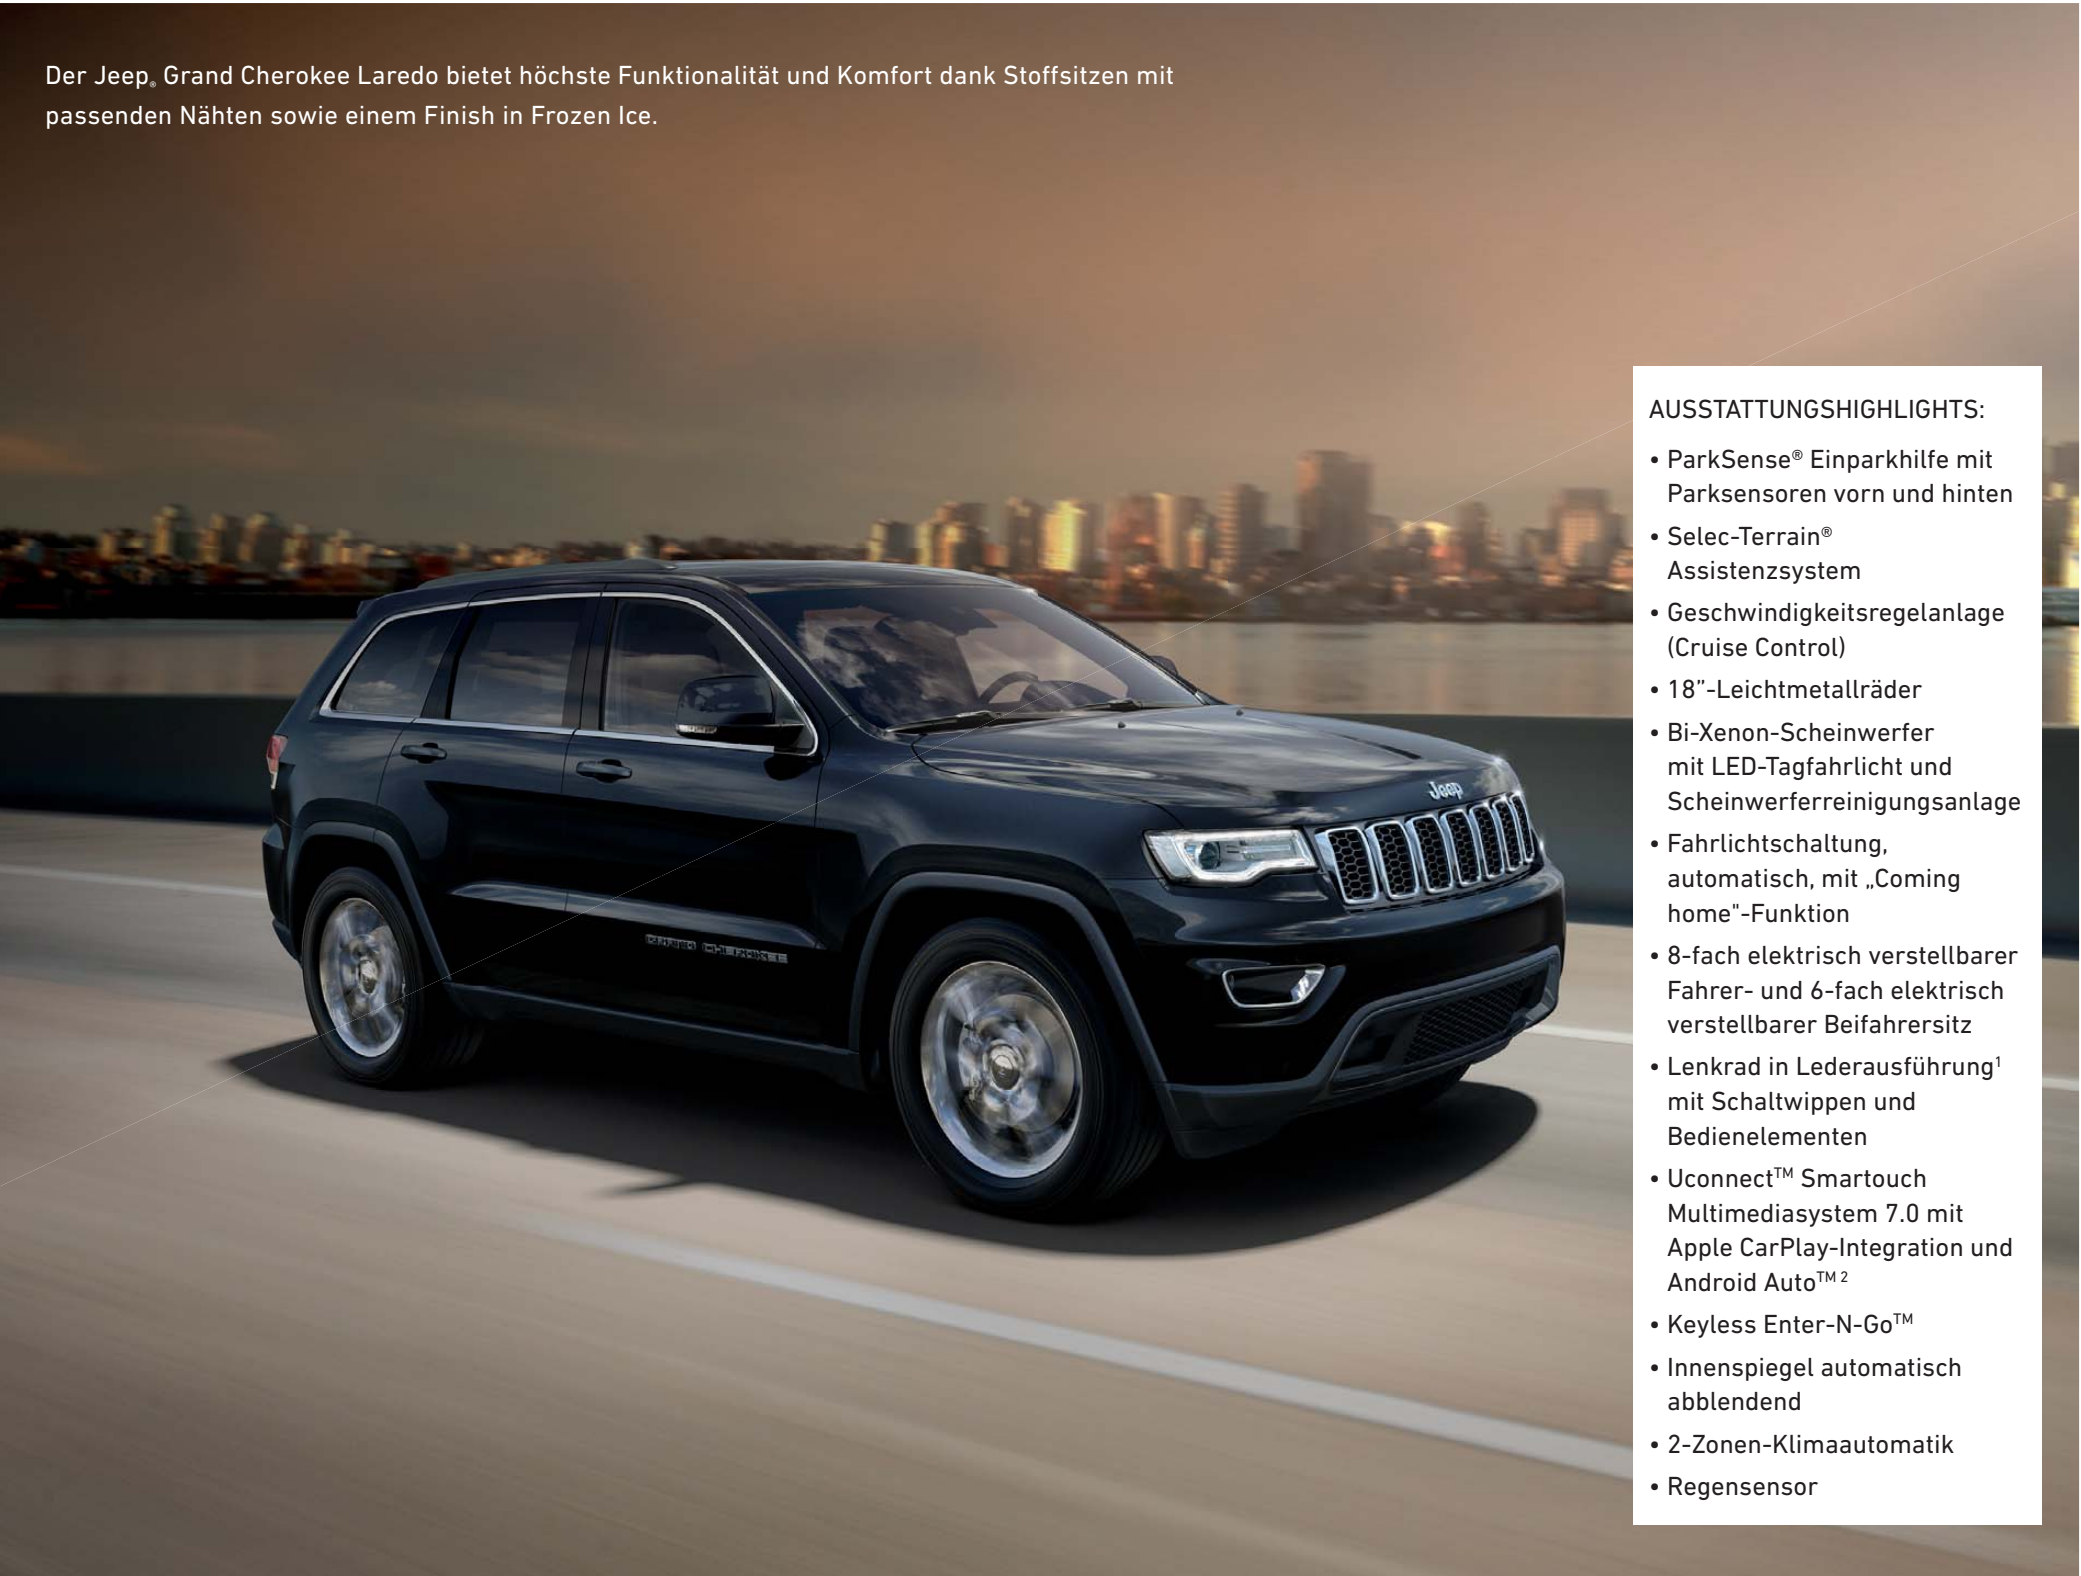 Der Jeep® Grand Cherokee Laredo bietet höchste Funktionalität und Komfort dank Stoffsitzen mit
passenden Nähten sowie einem Finish in Frozen Ice.
AUSSTATTUNGSHIGHLIGHTS:
• ParkSense® Einparkhilfe mit
Parksensoren vorn und hinten
• Selec-Terrain®
Assistenzsystem
• Geschwindigkeitsregelanlage
(Cruise Control)
• 18”-Leichtmetallräder
• Bi-Xenon-Scheinwerfer
mit LED-Tagfahrlicht und
Scheinwerferreinigungsanlage
• Fahrlichtschaltung,
automatisch, mit „Coming
home"-Funktion
• 8-fach elektrisch verstellbarer
Fahrer- und 6-fach elektrisch
verstellbarer Beifahrersitz
• Lenkrad in Lederausführung¹
mit Schaltwippen und
Bedienelementen
• Uconnect™ Smartouch
Multimediasystem 7.0 mit
Apple CarPlay-Integration und
Android Auto™ ²
• Keyless Enter-N-Go™
• Innenspiegel automatisch
abblendend
• 2-Zonen-Klimaautomatik
• Regensensor
Jeep
GRAND CHEROKEE